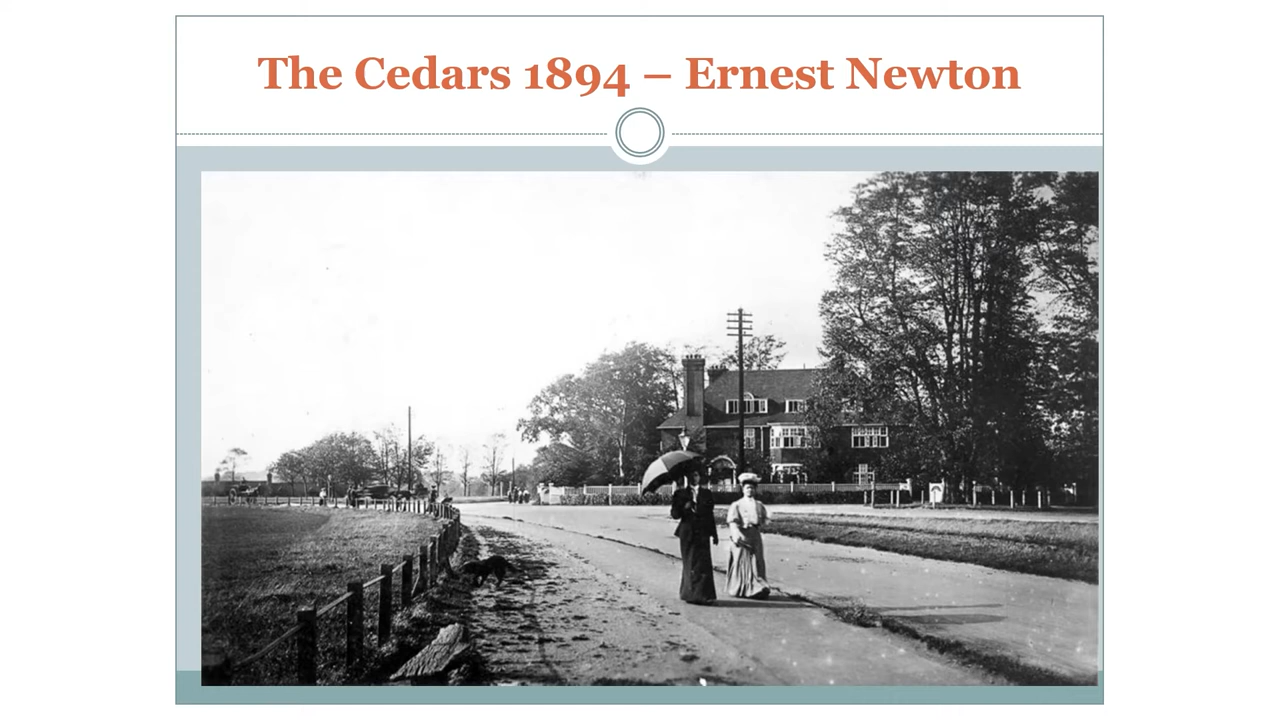 The Cedars 1894 – Ernest Newton